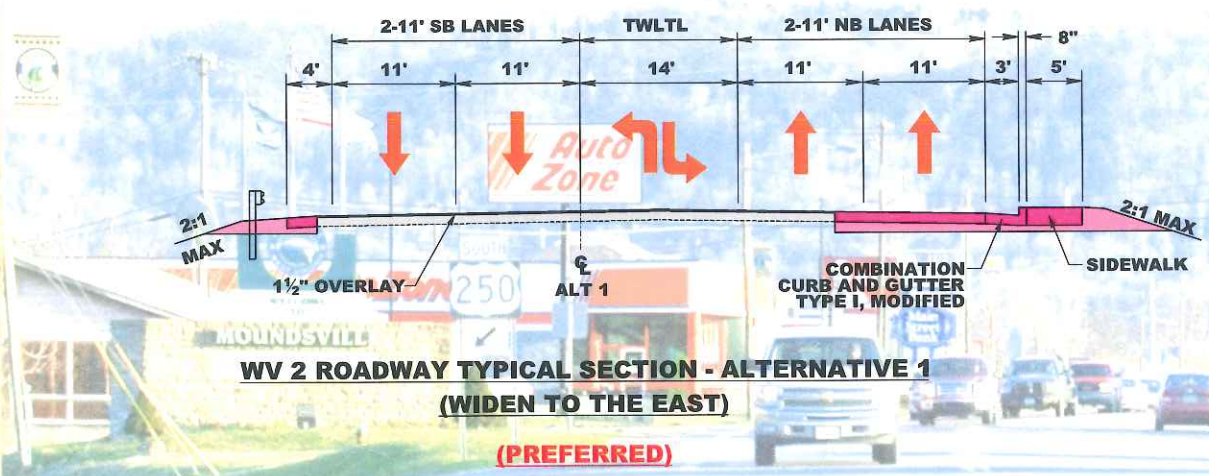 2-11' SB LANES
TWLTL
2-11' NB LANES
8"
4'
11'
11'
14'
11'
11'
3'
5'
Auto
Zone
2:1
MAX
2:1 MAX
1½" OVERLAY
SOUTH
250
℄
ALT 1
COMBINATION
CURB AND GUTTER
TYPE I, MODIFIED
SIDEWALK
MOUNDSVILL
WV 2 ROADWAY TYPICAL SECTION - ALTERNATIVE 1
(WIDEN TO THE EAST)
(PREFERRED)